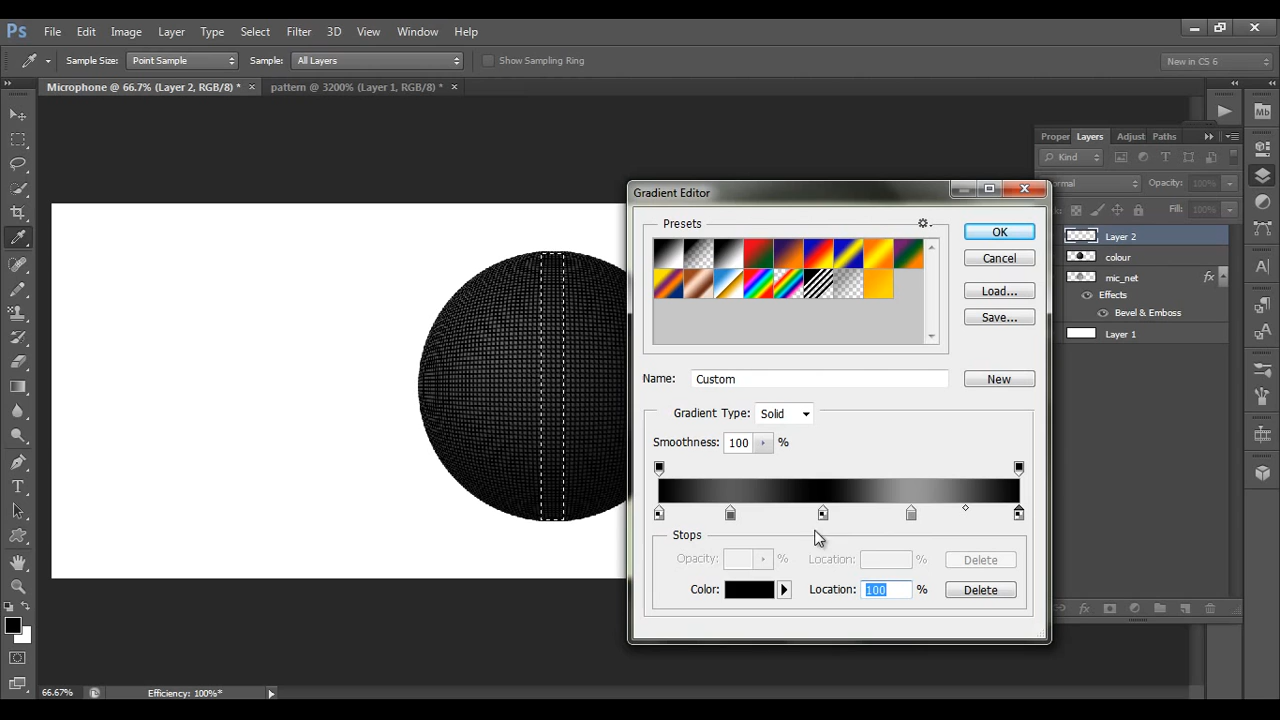 Ps File Edit Image Layer Type Select Filter 3D View Window Help
Sample Size: Point Sample Sample: All Layers Show Sampling Ring New in CS 6
Microphone @ 66.7% (Layer 2, RGB/8) * × pattern @ 3200% (Layer 1, RGB/8) * ×
Proper Layers Adjust Paths
Mb
Kind
Opacity: 100%
Fill: 100%
Layer 2
colour
mic_net fx
Effects
Bevel & Emboss
Layer 1
Gradient Editor
Presets
OK
Cancel
Load...
Save...
Name: Custom New
Gradient Type: Solid
Smoothness: 100 %
Stops
Opacity: % Location: % Delete
Color: Location: 100 % Delete
66.67% Efficiency: 100%*